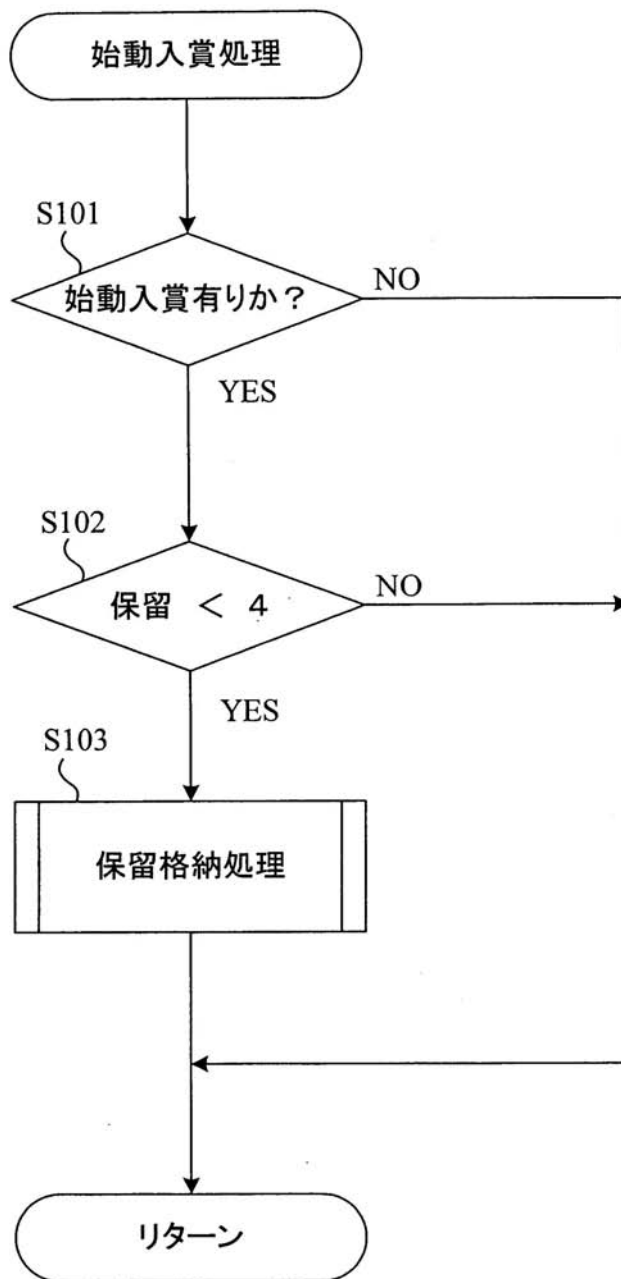 始動入賞処理
S101
始動入賞有りか？
NO
YES
S102
保留 ＜ ４
NO
YES
S103
保留格納処理
リターン